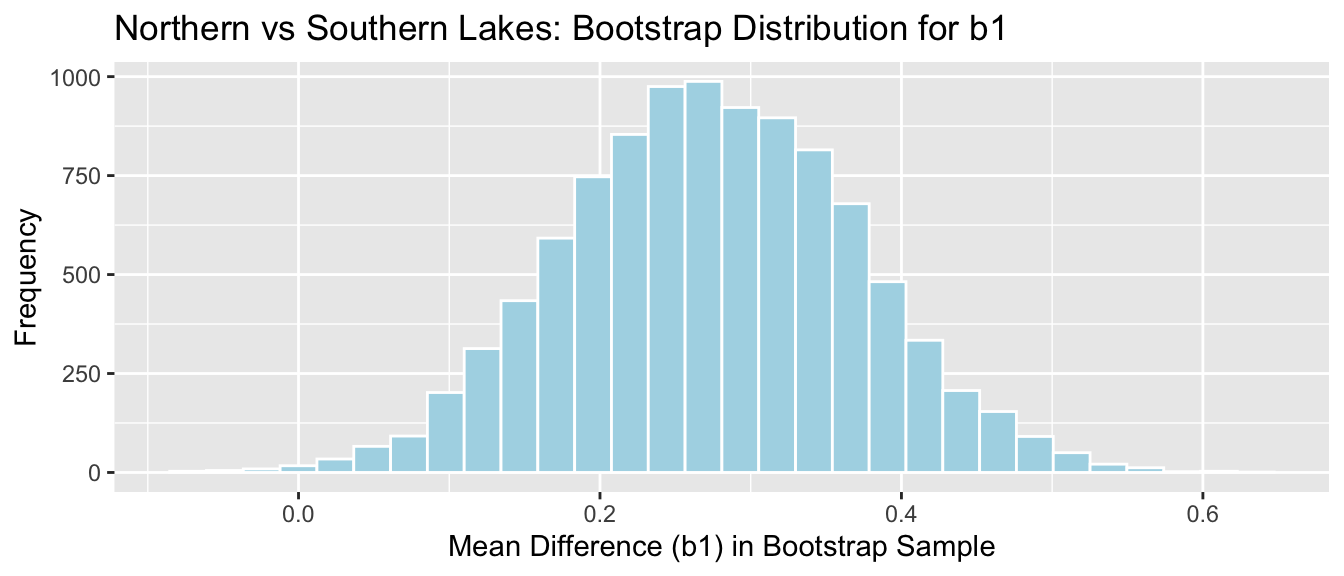 Northern vs Southern Lakes: Bootstrap Distribution for b1
1000
750
500
250
0
Frequency
0.0 0.2 0.4 0.6
Mean Difference (b1) in Bootstrap Sample